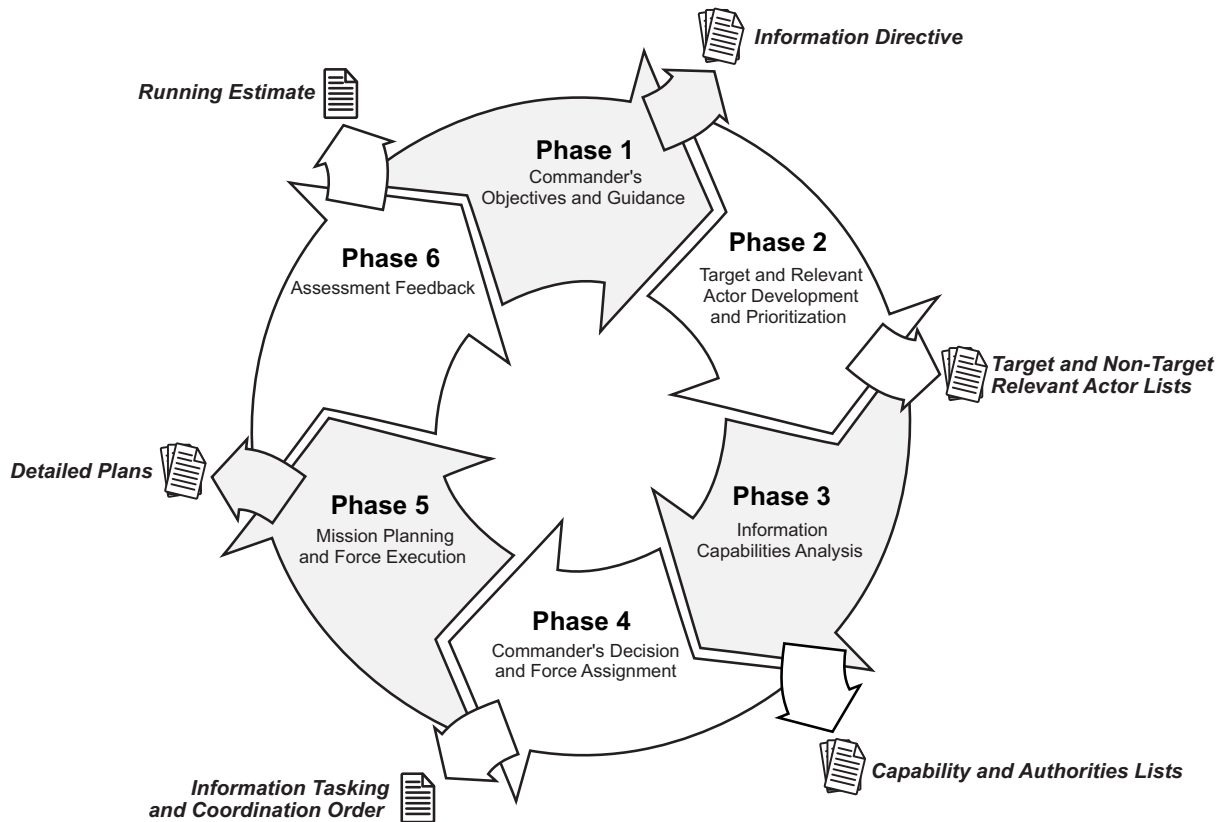 Information Directive
Running Estimate
Phase 1
Commander's
Objectives and Guidance
Phase 2
Target and Relevant
Actor Development
and Prioritization
Target and Non-Target
Relevant Actor Lists
Phase 3
Information
Capabilities Analysis
Capability and Authorities Lists
Phase 4
Commander's Decision
and Force Assignment
Information Tasking
and Coordination Order
Phase 5
Mission Planning
and Force Execution
Detailed Plans
Phase 6
Assessment Feedback